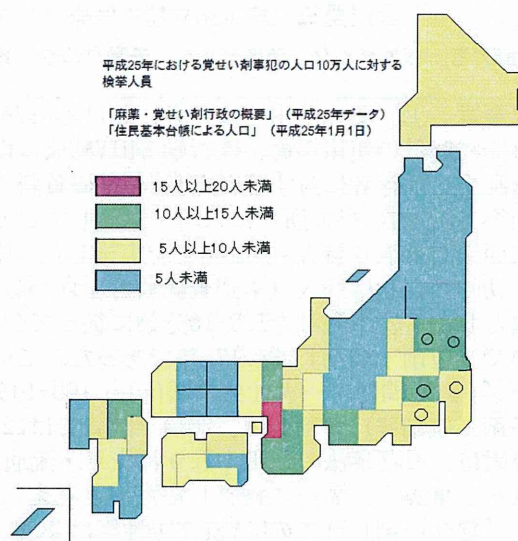 平成25年における覚せい剤事犯の人口10万人に対する
検挙人員
「麻薬・覚せい剤行政の概要」（平成25年データ）
「住民基本台帳による人口」（平成25年1月1日）
15人以上20人未満
10人以上15人未満
5人以上10人未満
5人未満